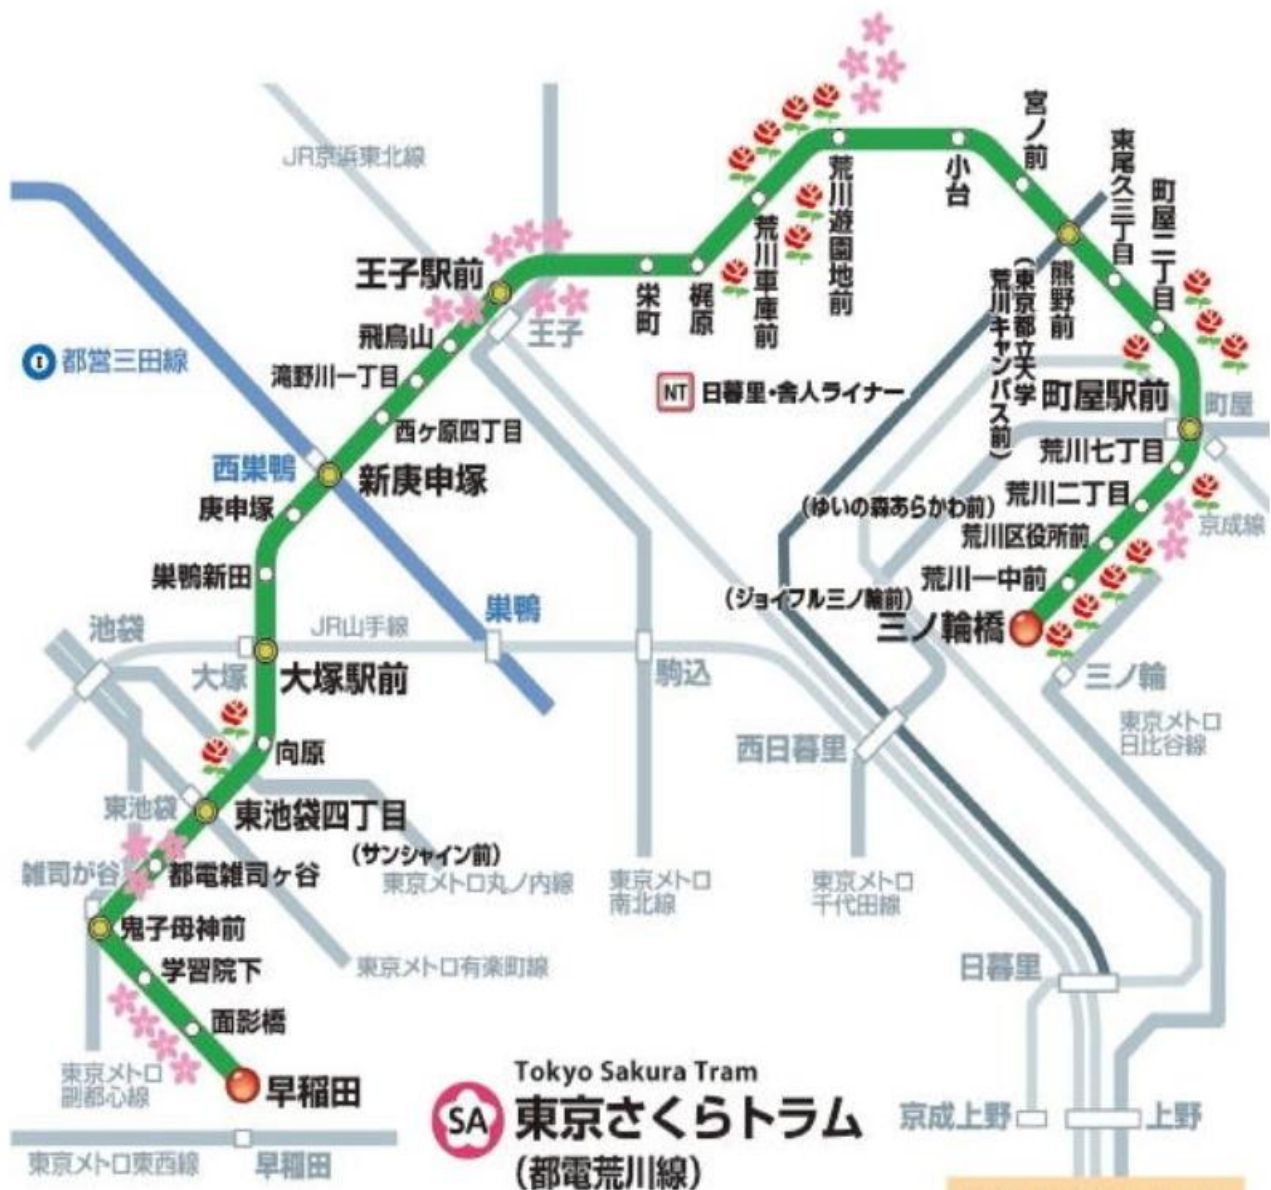 JR京浜東北線
宮ノ前
東尾久三丁目
町屋二丁目
小台
荒川遊園地前
荒川車庫前
梶原
栄町
王子駅前
王子
飛鳥山
滝野川一丁目
西ヶ原四丁目
I 都営三田線
NT 日暮里・舎人ライナー
熊野前
(東京都立大学
荒川キャンパス前)
町屋駅前
町屋
荒川七丁目
荒川二丁目
(ゆいの森あらかわ前)
京成線
荒川区役所前
荒川一中前
(ジョイフル三ノ輪前)
三ノ輪橋
三ノ輪
東京メトロ
日比谷線
西巣鴨
新庚申塚
庚申塚
巣鴨新田
巣鴨
JR山手線
池袋
大塚
大塚駅前
駒込
西日暮里
向原
東池袋
東池袋四丁目
(サンシャイン前)
雑司が谷
都電雑司ヶ谷
東京メトロ丸ノ内線
東京メトロ
南北線
東京メトロ
千代田線
鬼子母神前
学習院下
東京メトロ有楽町線
日暮里
面影橋
東京メトロ
副都心線
早稲田
東京メトロ東西線
早稲田
Tokyo Sakura Tram
SA 東京さくらトラム
(都電荒川線)
京成上野
上野